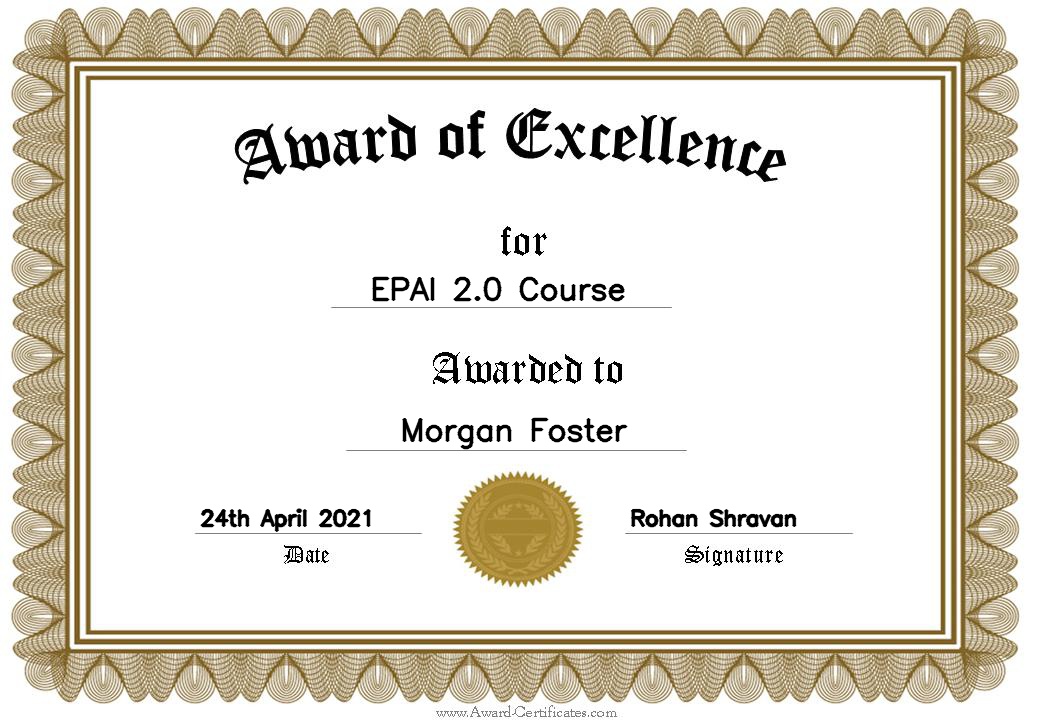 Award of Excellence
for
EPAI 2.0 Course
Awarded to
Morgan Foster
24th April 2021
Rohan Shravan
Date
Signature
www.Award-Certificates.com